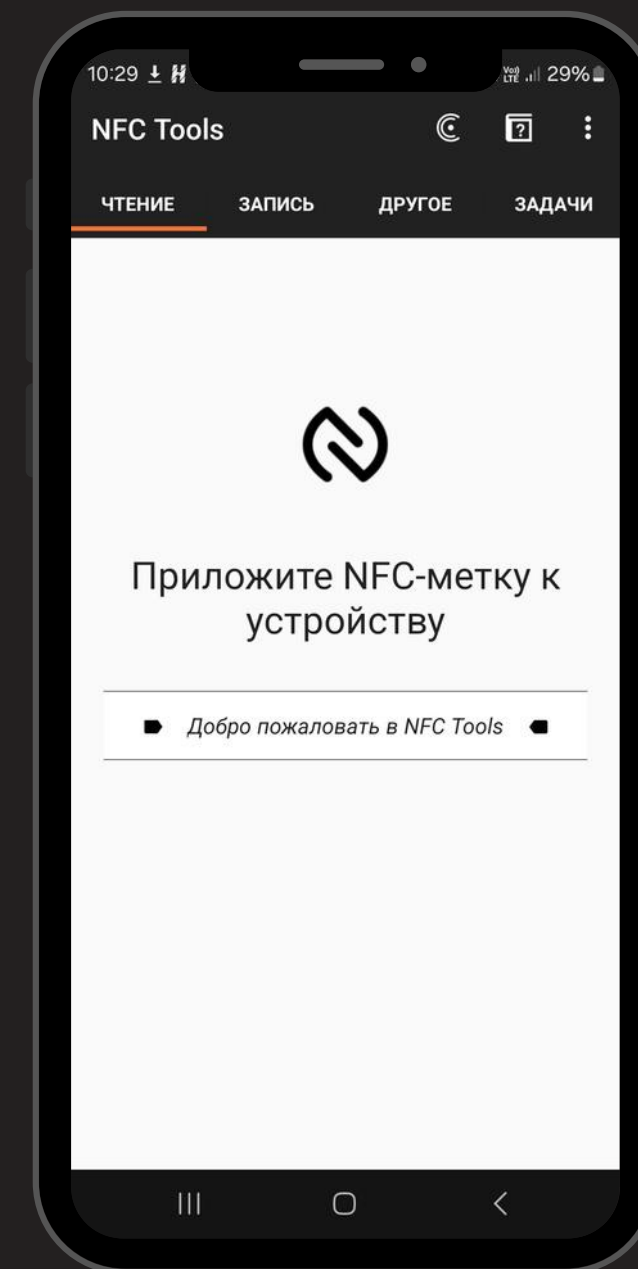 10:29 29%
NFC Tools
ЧТЕНИЕ ЗАПИСЬ ДРУГОЕ ЗАДАЧИ
Приложите NFC-метку к
устройству
Добро пожаловать в NFC Tools